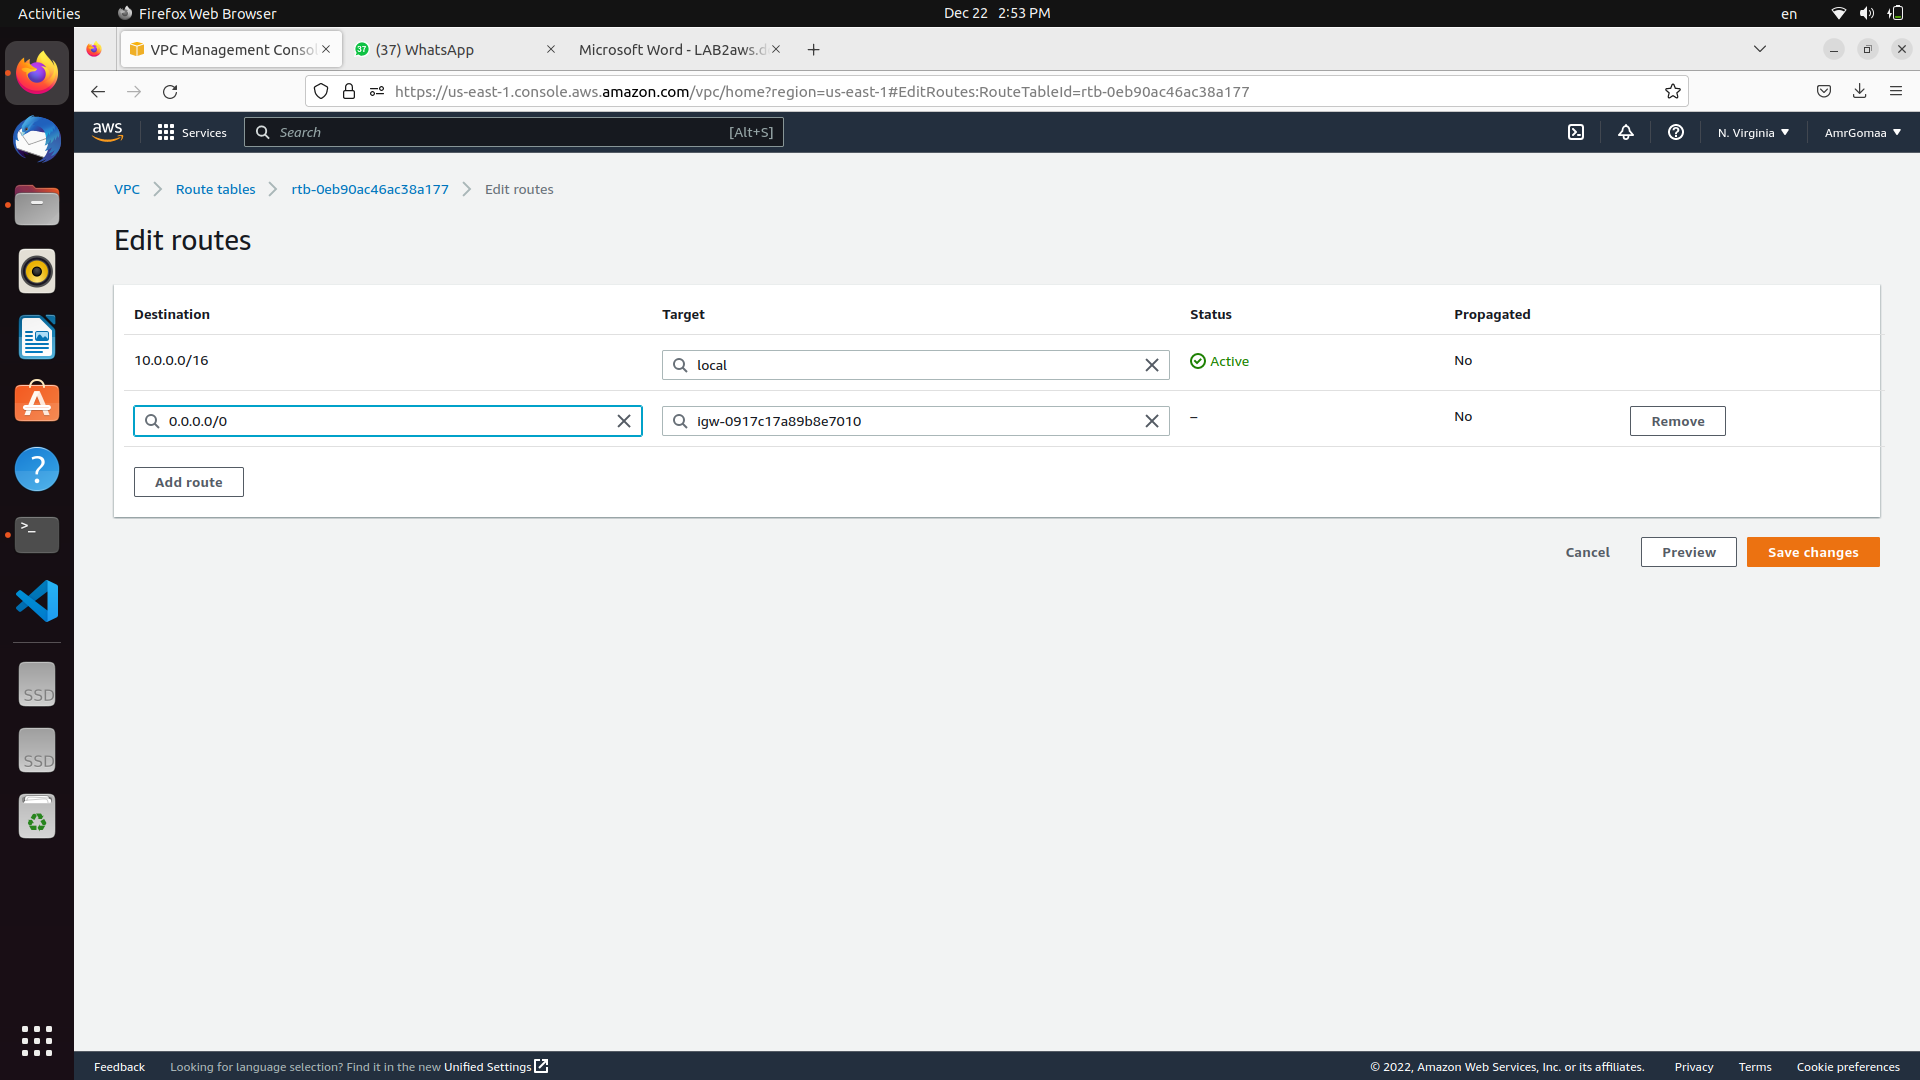 Activities
Firefox Web Browser
Dec 22 2:53 PM
en
VPC Management Conso
(37) WhatsApp
Microsoft Word - LAB2aws.d
https://us-east-1.console.aws.amazon.com/vpc/home?region=us-east-1#EditRoutes:RouteTableId=rtb-0eb90ac46ac38a177
aws
Services
Search
[Alt+S]
N. Virginia
AmrGomaa
VPC
Route tables
rtb-0eb90ac46ac38a177
Edit routes
Edit routes
Destination
Target
Status
Propagated
10.0.0.0/16
local
Active
No
0.0.0.0/0
igw-0917c17a89b8e7010
–
No
Remove
Add route
Cancel
Preview
Save changes
SSD
SSD
Feedback
Looking for language selection? Find it in the new Unified Settings
© 2022, Amazon Web Services, Inc. or its affiliates.
Privacy
Terms
Cookie preferences